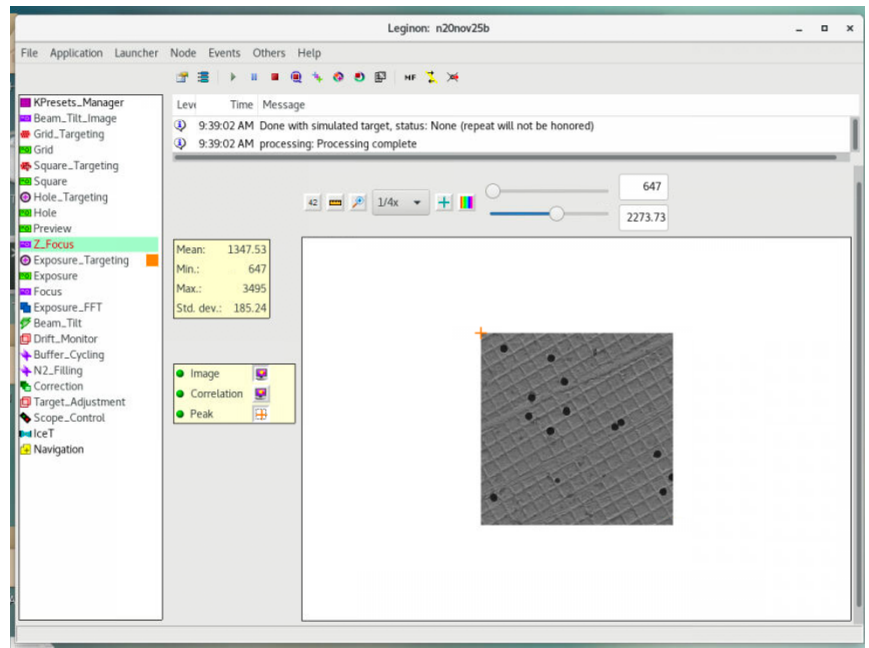 Leginon: n20nov25b
File Application Launcher Node Events Others Help
MF
KPresets_Manager
Beam_Tilt_Image
Grid_Targeting
Grid
Square_Targeting
Square
Hole_Targeting
Hole
Preview
Z_Focus
Exposure_Targeting
Exposure
Focus
Exposure_FFT
Beam_Tilt
Drift_Monitor
Buffer_Cycling
N2_Filling
Correction
Target_Adjustment
Scope_Control
IceT
Navigation
Leve Time Message
9:39:02 AM Done with simulated target, status: None (repeat will not be honored)
9:39:02 AM processing: Processing complete
42 1/4x 647
2273.73
Mean: 1347.53
Min.: 647
Max.: 3495
Std. dev.: 185.24
Image
Correlation
Peak